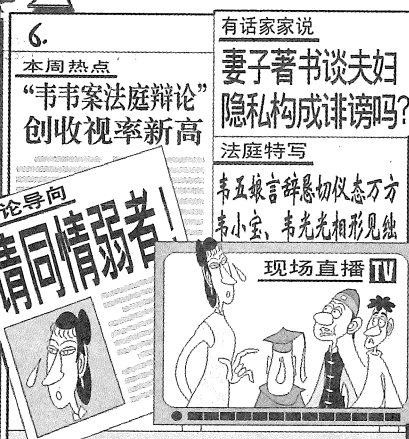 6.
本周热点
“韦韦案法庭辩论”
创收视率新高
有话家家说
妻子著书谈夫妇
隐私构成诽谤吗?
法庭特写
韦五娘言辞恳切仪态万方
韦小宝、韦光光相形见绌
论导向
请同情弱者!
现场直播 TV